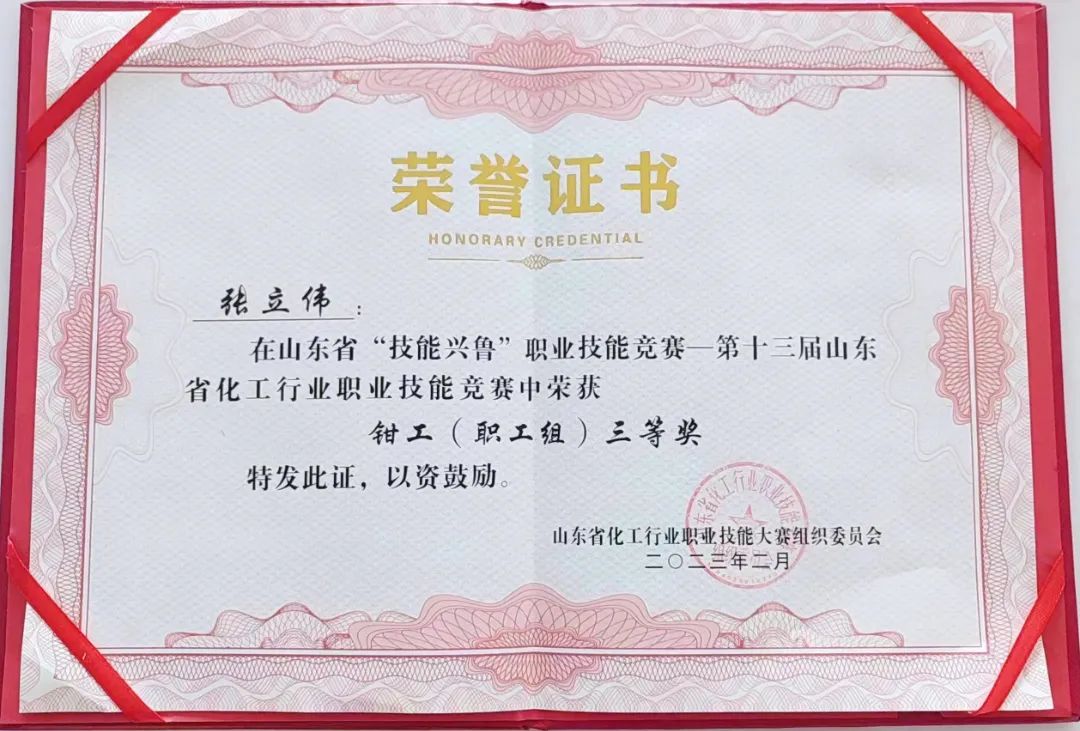 荣誉证书
HONORARY CREDENTIAL
张立伟：
在山东省“技能兴鲁”职业技能竞赛—第十三届山东
省化工行业职业技能竞赛中荣获
钳工（职工组）三等奖
特发此证，以资鼓励。
山东省化工行业职业技能大赛组织委员会
二〇二三年二月